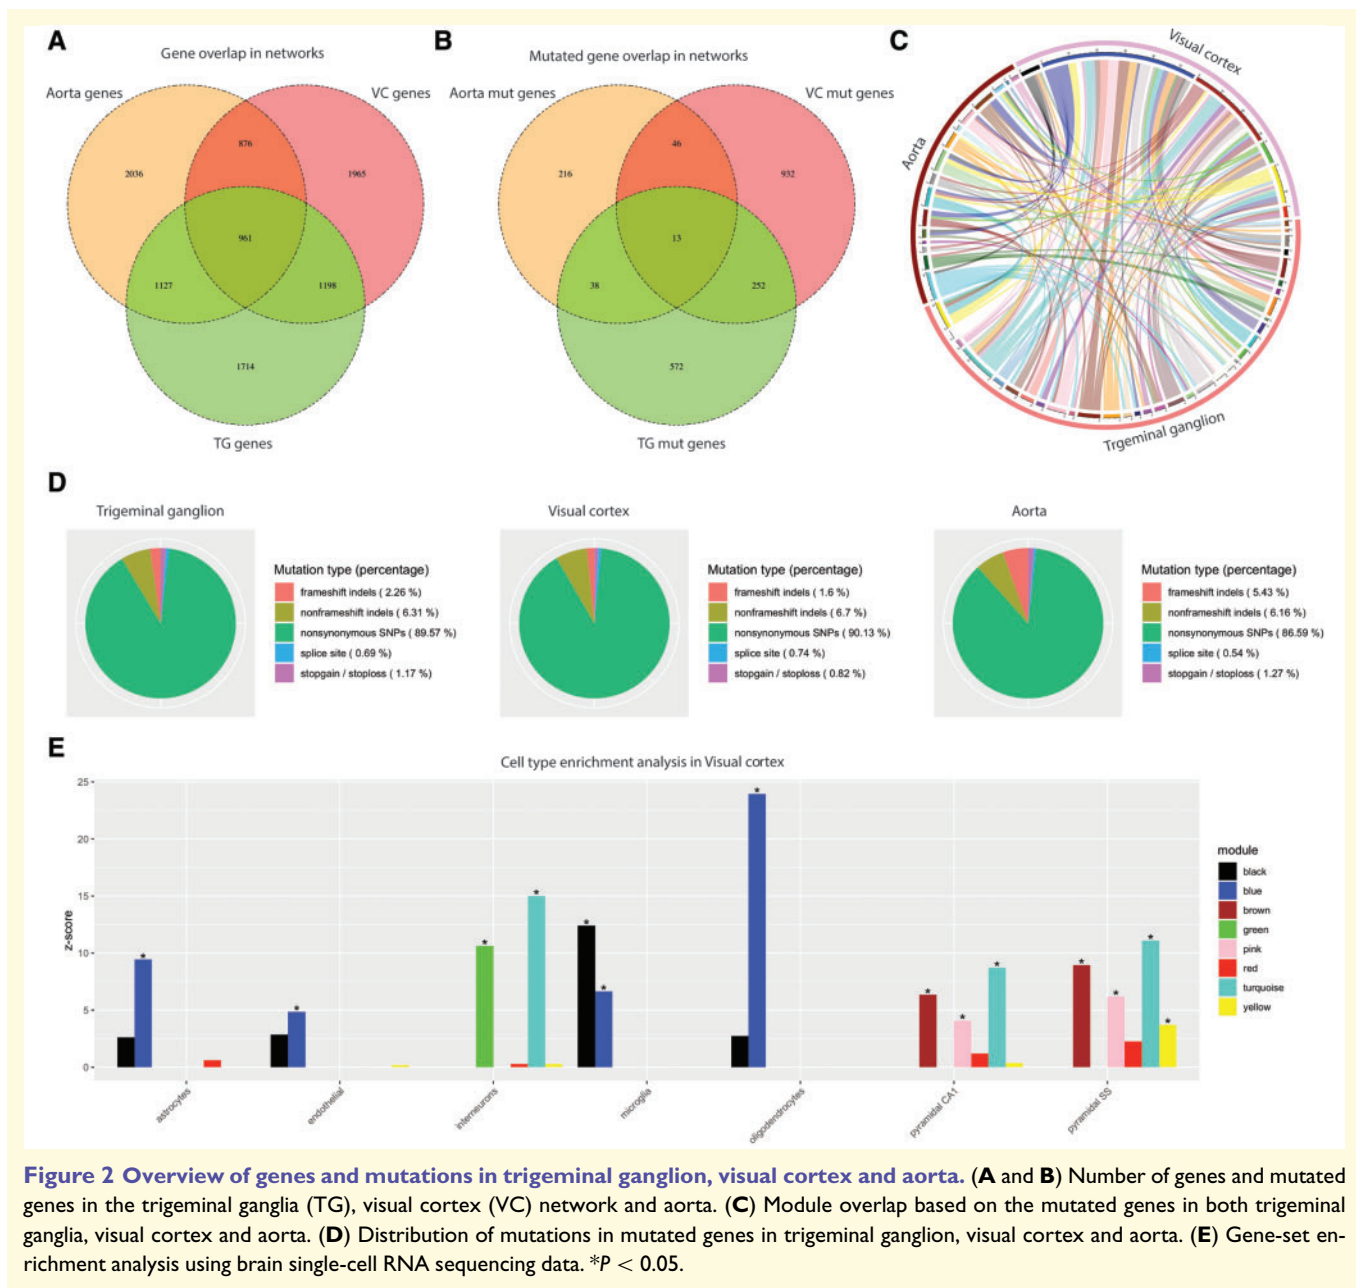 A
Gene overlap in networks
Aorta genes
VC genes
876
2036
1965
961
1127
1198
1714
TG genes
B
Mutated gene overlap in networks
Aorta mut genes
VC mut genes
46
216
932
13
38
252
572
TG mut genes
C
Visual cortex
Aorta
Trgeminal ganglion
D
Trigeminal ganglion
Mutation type (percentage)
frameshift indels ( 2.26 %)
nonframeshift indels ( 6.31 %)
nonsynonymous SNPs ( 89.57 %)
splice site ( 0.69 %)
stopgain / stoploss ( 1.17 %)
Visual cortex
Mutation type (percentage)
frameshift indels ( 1.6 %)
nonframeshift indels ( 6.7 %)
nonsynonymous SNPs ( 90.13 %)
splice site ( 0.74 %)
stopgain / stoploss ( 0.82 %)
Aorta
Mutation type (percentage)
frameshift indels ( 5.43 %)
nonframeshift indels ( 6.16 %)
nonsynonymous SNPs ( 86.59 %)
splice site ( 0.54 %)
stopgain / stoploss ( 1.27 %)
E
Cell type enrichment analysis in Visual cortex
z-score
25
20
15
10
5
0
* * * * * * * * * * * * *
astrocytes
endothelial
interneurons
microglia
oligodendrocytes
pyramidal CA1
pyramidal SS
module
black
blue
brown
green
pink
red
turquoise
yellow
Figure 2 Overview of genes and mutations in trigeminal ganglion, visual cortex and aorta. (A and B) Number of genes and mutated
genes in the trigeminal ganglia (TG), visual cortex (VC) network and aorta. (C) Module overlap based on the mutated genes in both trigeminal
ganglia, visual cortex and aorta. (D) Distribution of mutations in mutated genes in trigeminal ganglion, visual cortex and aorta. (E) Gene-set en-
richment analysis using brain single-cell RNA sequencing data. *P < 0.05.